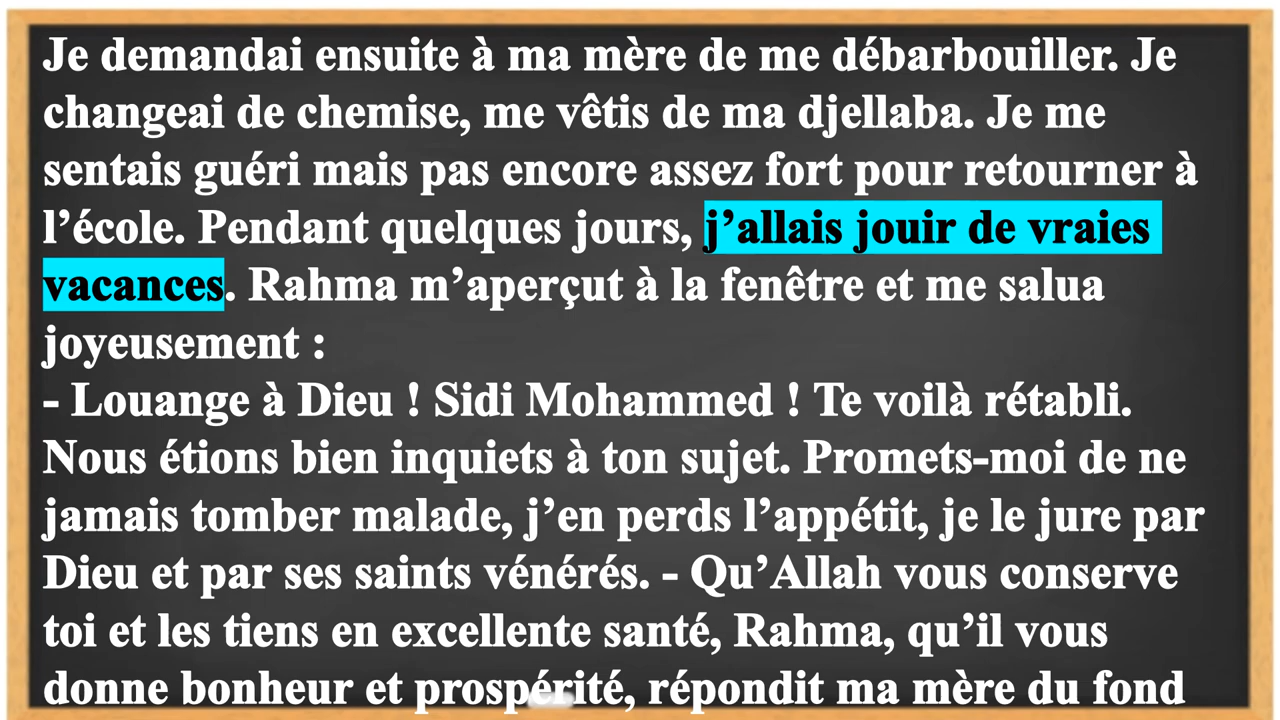 Je demandai ensuite à ma mère de me débarbouiller. Je
changeai de chemise, me vêtis de ma djellaba. Je me
sentais guéri mais pas encore assez fort pour retourner à
l’école. Pendant quelques jours, j’allais jouir de vraies
vacances. Rahma m’aperçut à la fenêtre et me salua
joyeusement :
- Louange à Dieu ! Sidi Mohammed ! Te voilà rétabli.
Nous étions bien inquiets à ton sujet. Promets-moi de ne
jamais tomber malade, j’en perds l’appétit, je le jure par
Dieu et par ses saints vénérés. - Qu’Allah vous conserve
toi et les tiens en excellente santé, Rahma, qu’il vous
donne bonheur et prospérité, répondit ma mère du fond